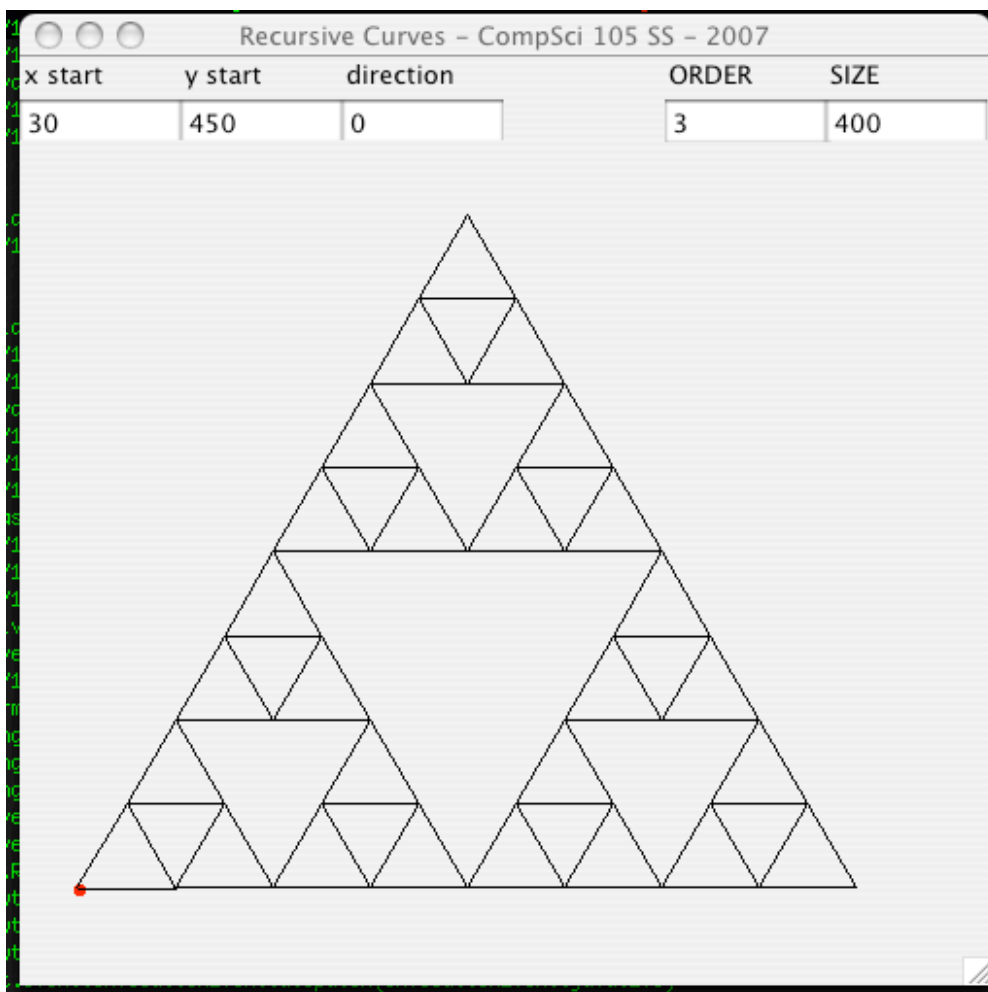 Recursive Curves – CompSci 105 SS – 2007
x start y start direction ORDER SIZE
30 450 0 3 400